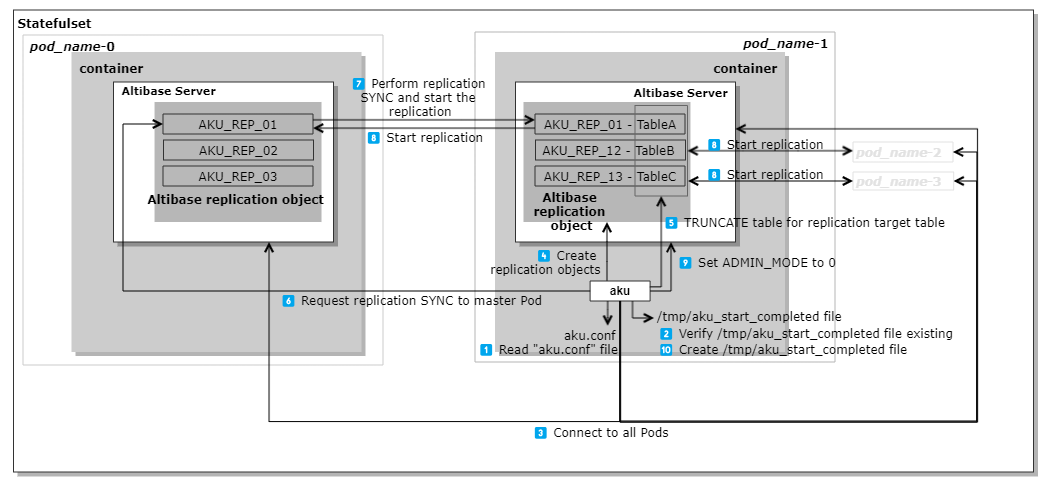 Statefulset
pod_name-0
container
Altibase Server
AKU_REP_01
AKU_REP_02
AKU_REP_03
Altibase replication object
7 Perform replication
SYNC and start the
replication
8 Start replication
pod_name-1
container
Altibase Server
AKU_REP_01 - TableA
AKU_REP_12 - TableB
AKU_REP_13 - TableC
Altibase
replication
object
8 Start replication
pod_name-2
8 Start replication
pod_name-3
5 TRUNCATE table for replication target table
4 Create
replication objects
9 Set ADMIN_MODE to 0
aku
6 Request replication SYNC to master Pod
/tmp/aku_start_completed file
aku.conf
2 Verify /tmp/aku_start_completed file existing
1 Read "aku.conf" file
10 Create /tmp/aku_start_completed file
3 Connect to all Pods